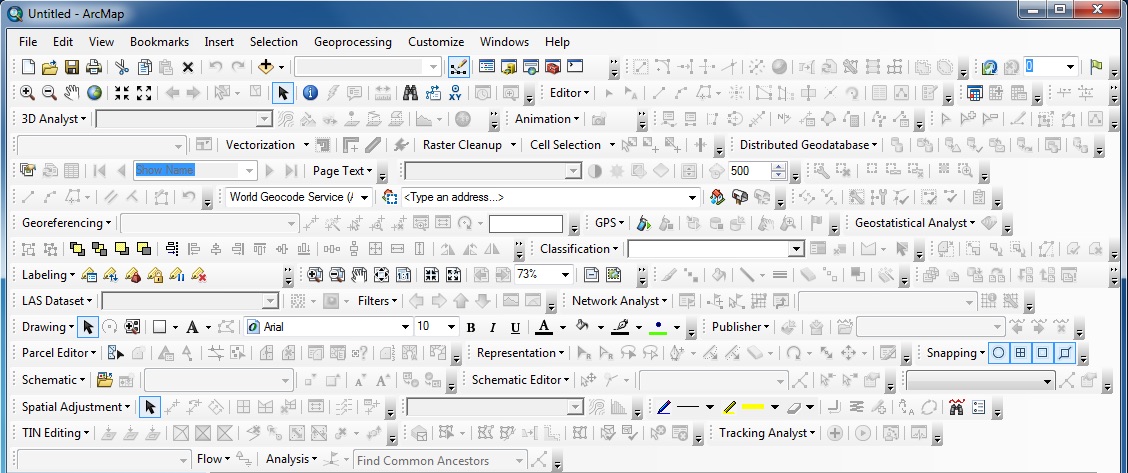 Untitled - ArcMap
File Edit View Bookmarks Insert Selection Geoprocessing Customize Windows Help
0
Editor
3D Analyst Animation
Vectorization Raster Cleanup Cell Selection Distributed Geodatabase
Show Name Page Text 500
World Geocode Service (A <Type an address...>
Georeferencing GPS Geostatistical Analyst
Classification
Labeling 73%
LAS Dataset Filters Network Analyst
Drawing A Arial 10 B I U A Publisher
Parcel Editor Representation Snapping
Schematic Schematic Editor
Spatial Adjustment
TIN Editing Tracking Analyst
Flow Analysis Find Common Ancestors